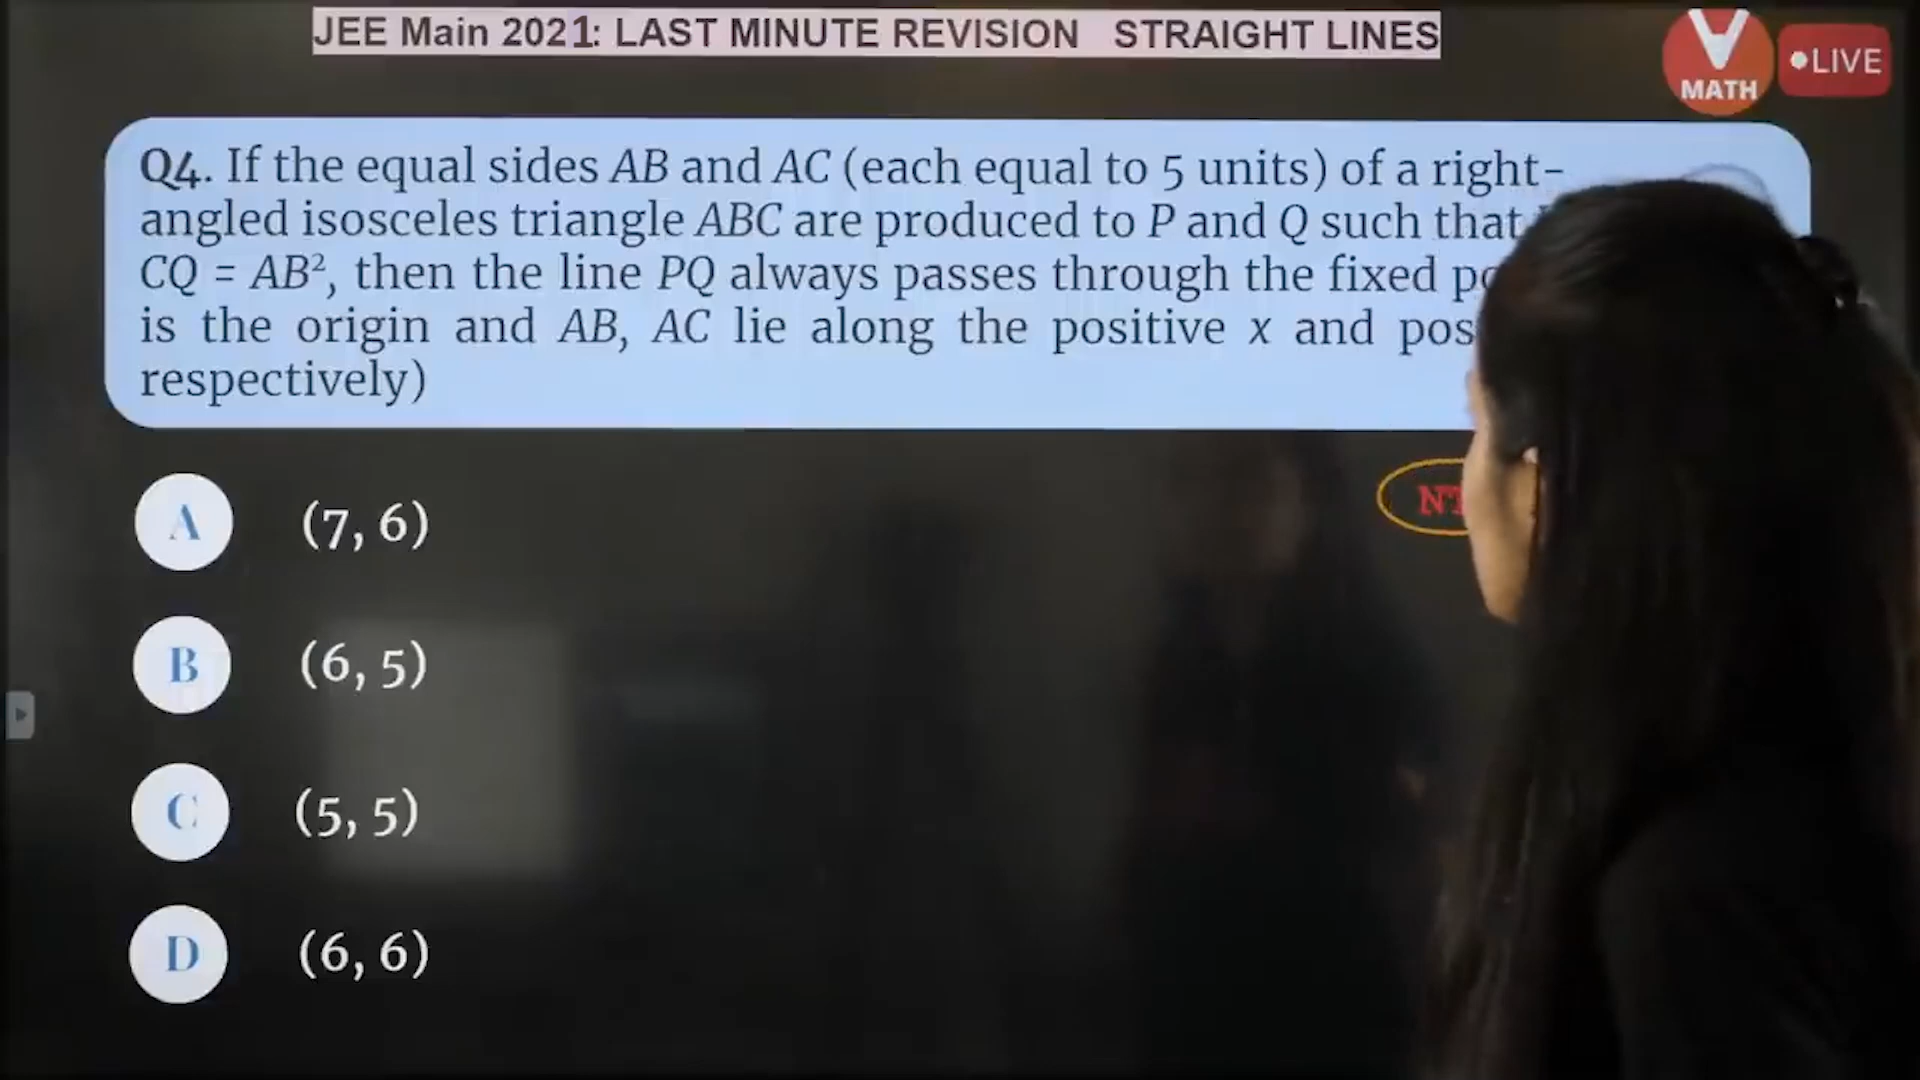 JEE Main 2021: LAST MINUTE REVISION STRAIGHT LINES
V
MATH
LIVE
Q4. If the equal sides AB and AC (each equal to 5 units) of a right-
angled isosceles triangle ABC are produced to P and Q such that
CQ = AB², then the line PQ always passes through the fixed
is the origin and AB, AC lie along the positive x and
respectively)
A (7, 6)
B (6, 5)
C (5, 5)
D (6, 6)